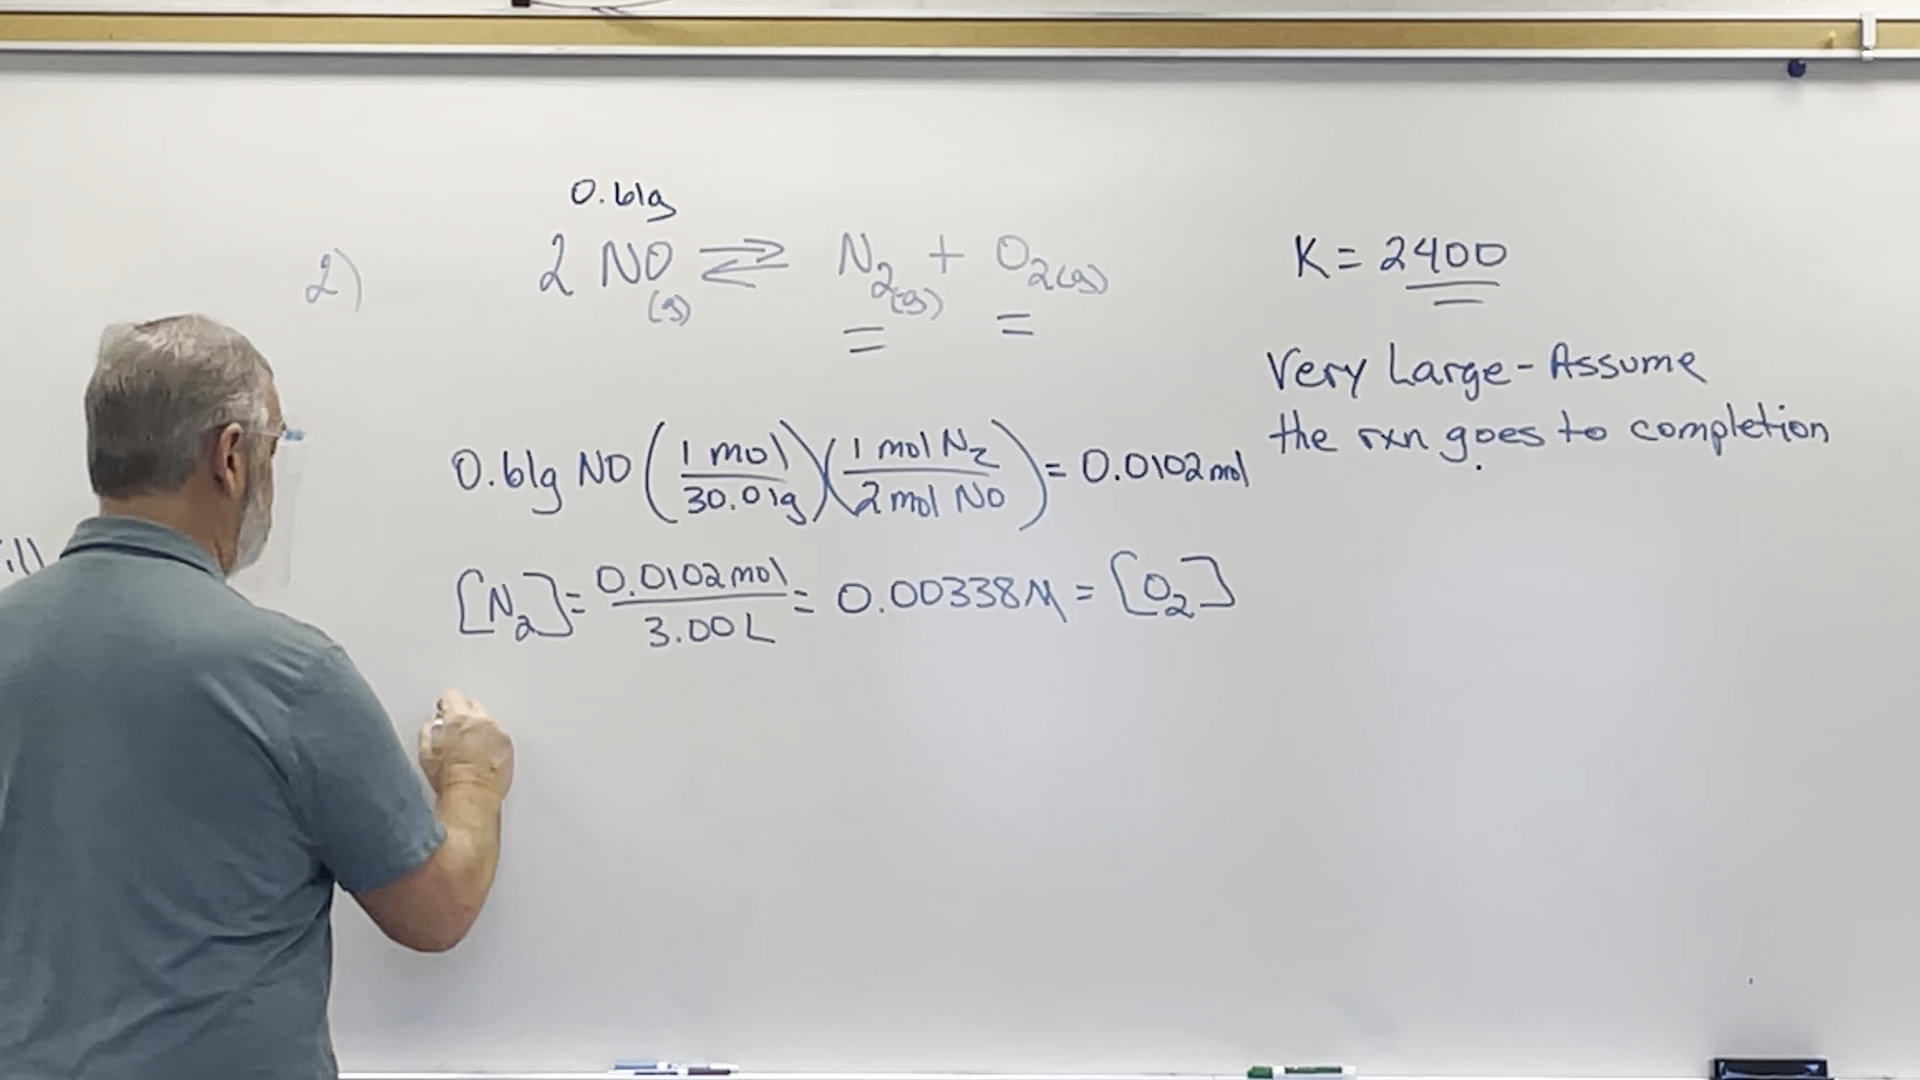 0.61g
2) 2 NO(g) ⇌ N₂(g) + O₂(g)
K = 2400
Very Large - Assume
the rxn goes to completion
0.61g NO (1 mol / 30.01g)(1 mol N₂ / 2 mol NO) = 0.0102 mol
[N₂] = 0.0102 mol / 3.00 L = 0.00338 M = [O₂]